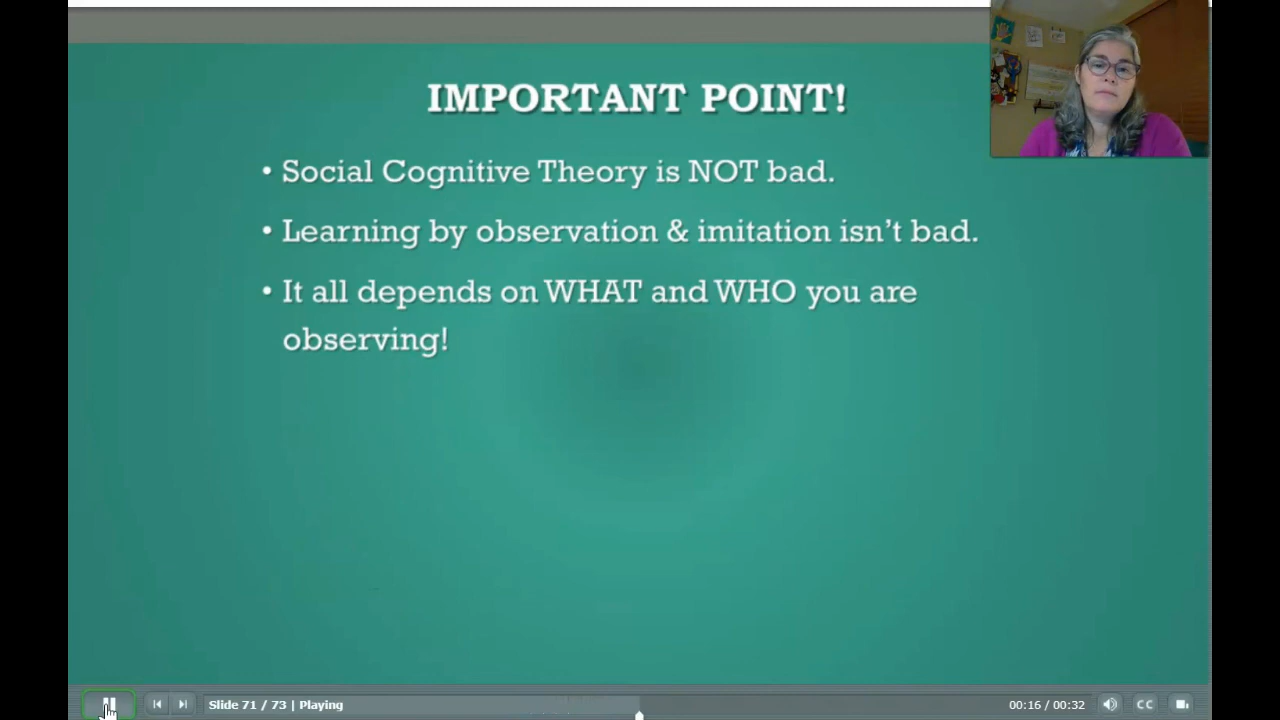 IMPORTANT POINT!
• Social Cognitive Theory is NOT bad.
• Learning by observation & imitation isn't bad.
• It all depends on WHAT and WHO you are
observing!
Slide 71 / 73 | Playing
00:16 / 00:32
CC